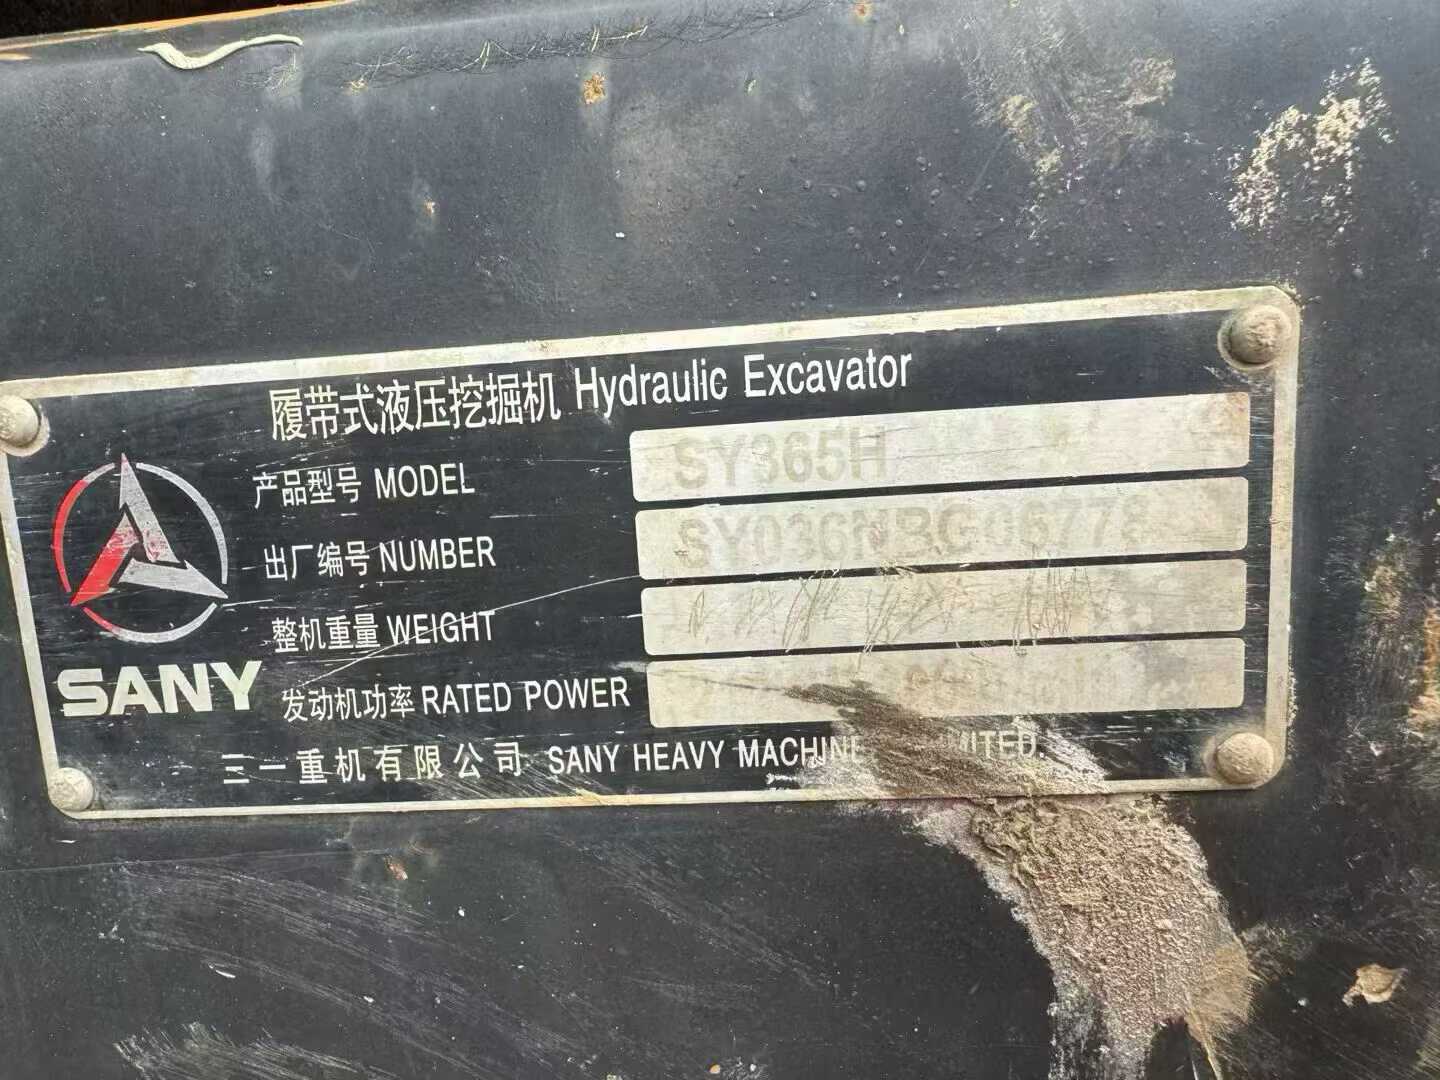 履带式液压挖掘机 Hydraulic Excavator
产品型号 MODEL SY365H
出厂编号 NUMBER
整机重量 WEIGHT
发动机功率 RATED POWER
SANY
三一重机有限公司 SANY HEAVY